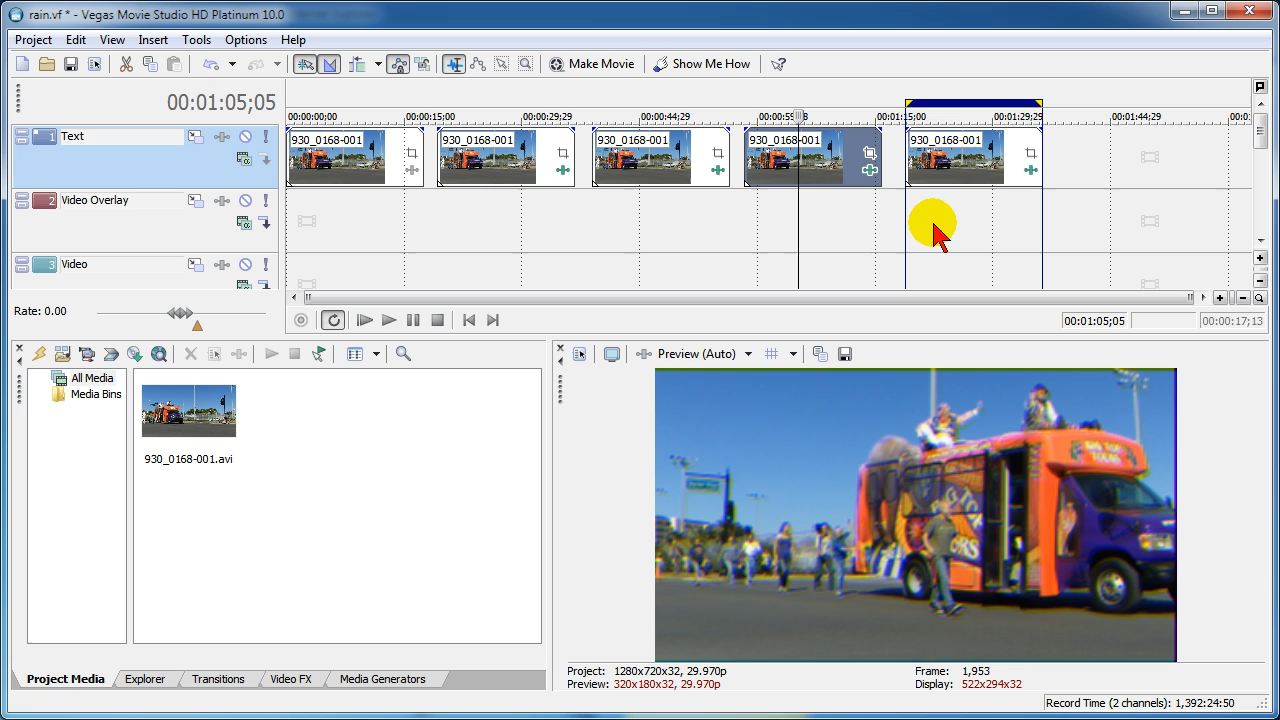 rain.vf * - Vegas Movie Studio HD Platinum 10.0
Project Edit View Insert Tools Options Help
Make Movie Show Me How
00:01:05;05
00:00:00;00 00:00:15;00 00:00:29;29 00:00:44;29 00:00:59 00:01:15;00 00:01:29;29 00:01:44;29
1 Text
930_0168-001 930_0168-001 930_0168-001 930_0168-001 930_0168-001
2 Video Overlay
3 Video
Rate: 0.00
00:01:05;05 00:00:17;13
Preview (Auto)
All Media
Media Bins
930_0168-001.avi
Project Media Explorer Transitions Video FX Media Generators
Project: 1280x720x32, 29.970p Frame: 1,953
Preview: 320x180x32, 29.970p Display: 522x294x32
Record Time (2 channels): 1,392:24:50